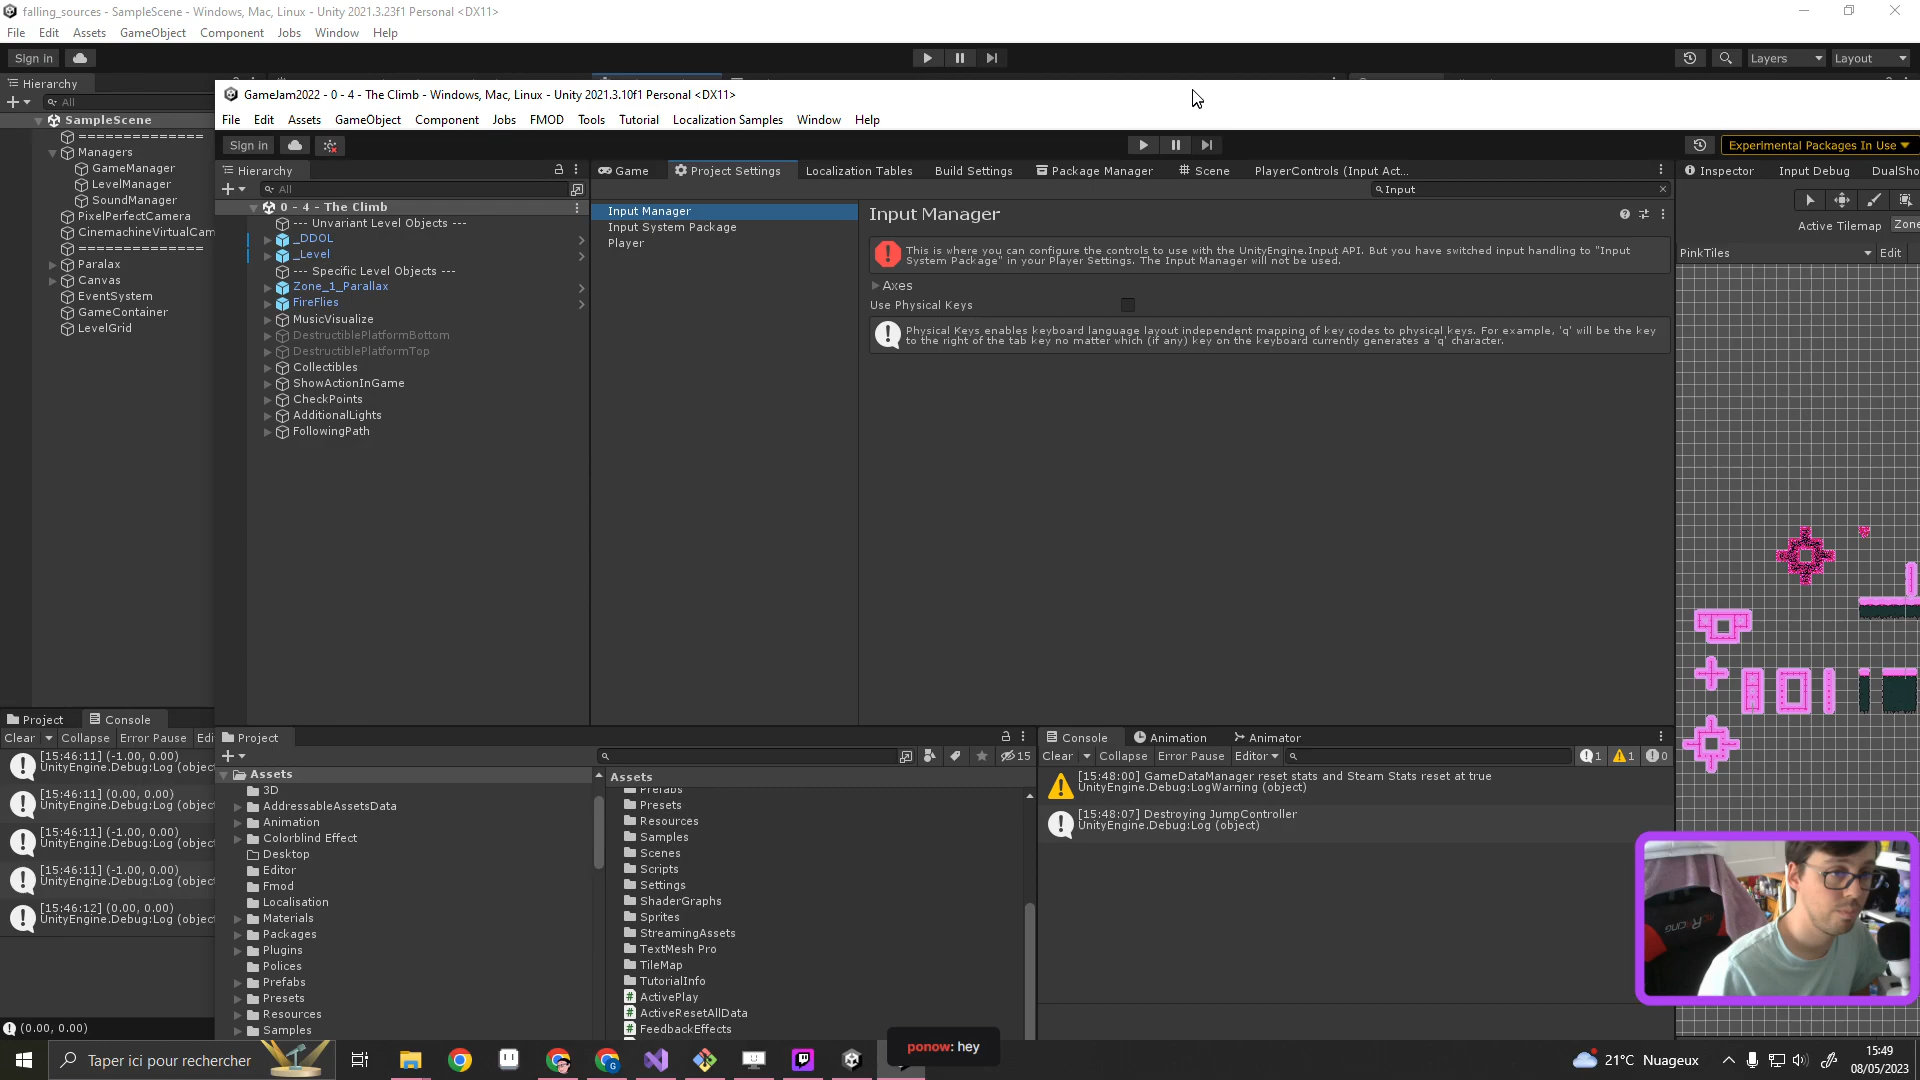 falling_sources - SampleScene - Windows, Mac, Linux - Unity 2021.3.23f1 Personal <DX11>
File Edit Assets GameObject Component Jobs Window Help
Sign In
Layers Layout
Hierarchy
All
SampleScene
==============
Managers
GameManager
LevelManager
SoundManager
PixelPerfectCamera
CinemachineVirtualCam
==============
Paralax
Canvas
EventSystem
GameContainer
LevelGrid
GameJam2022 - 0 - 4 - The Climb - Windows, Mac, Linux - Unity 2021.3.10f1 Personal <DX11>
File Edit Assets GameObject Component Jobs FMOD Tools Tutorial Localization Samples Window Help
Sign In
Experimental Packages In Use
Hierarchy
All
0 - 4 - The Climb
--- Unvariant Level Objects ---
_DDOL
_Level
--- Specific Level Objects ---
Zone_1_Parallax
FireFlies
MusicVisualize
DestructiblePlatformBottom
DestructiblePlatformTop
Collectibles
ShowActionInGame
CheckPoints
AdditionalLights
FollowingPath
Game Project Settings Localization Tables Build Settings Package Manager Scene PlayerControls (Input Act...
Input
Input Manager
Input System Package
Player
Input Manager
This is where you can configure the controls to use with the UnityEngine.Input API. But you have switched input handling to "Input
System Package" in your Player Settings. The Input Manager will not be used.
Axes
Use Physical Keys
Physical Keys enables keyboard language layout independent mapping of key codes to physical keys. For example, 'q' will be the key
to the right of the tab key no matter which (if any) key on the keyboard currently generates a 'q' character.
Inspector Input Debug DualSho
Active Tilemap Zone
PinkTiles Edit
Project Console
Clear Collapse Error Pause Edi
[15:46:11] (-1.00, 0.00)
UnityEngine.Debug:Log (object
[15:46:11] (0.00, 0.00)
UnityEngine.Debug:Log (object
[15:46:11] (-1.00, 0.00)
UnityEngine.Debug:Log (object
[15:46:11] (-1.00, 0.00)
UnityEngine.Debug:Log (object
[15:46:12] (0.00, 0.00)
UnityEngine.Debug:Log (object
(0.00, 0.00)
Project
15
Assets
3D
AddressableAssetsData
Animation
Colorblind Effect
Desktop
Editor
Fmod
Localisation
Materials
Packages
Plugins
Polices
Prefabs
Presets
Resources
Samples
Assets
Prefabs
Presets
Resources
Samples
Scenes
Scripts
Settings
ShaderGraphs
Sprites
StreamingAssets
TextMesh Pro
TileMap
TutorialInfo
ActivePlay
ActiveResetAllData
FeedbackEffects
Console Animation Animator
Clear Collapse Error Pause Editor 1 1 0
[15:48:00] GameDataManager reset stats and Steam Stats reset at true
UnityEngine.Debug:LogWarning (object)
[15:48:07] Destroying JumpController
UnityEngine.Debug:Log (object)
ponow: hey
Taper ici pour rechercher
21°C Nuageux
15:49
08/05/2023